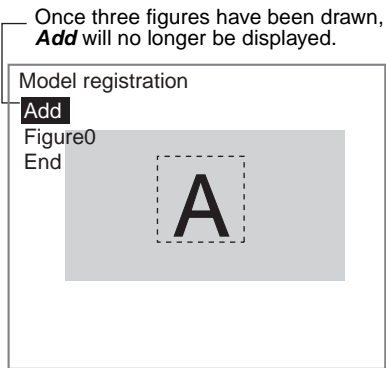 Once three figures have been drawn,
Add will no longer be displayed.
Model registration
Add
Figure0
End
A